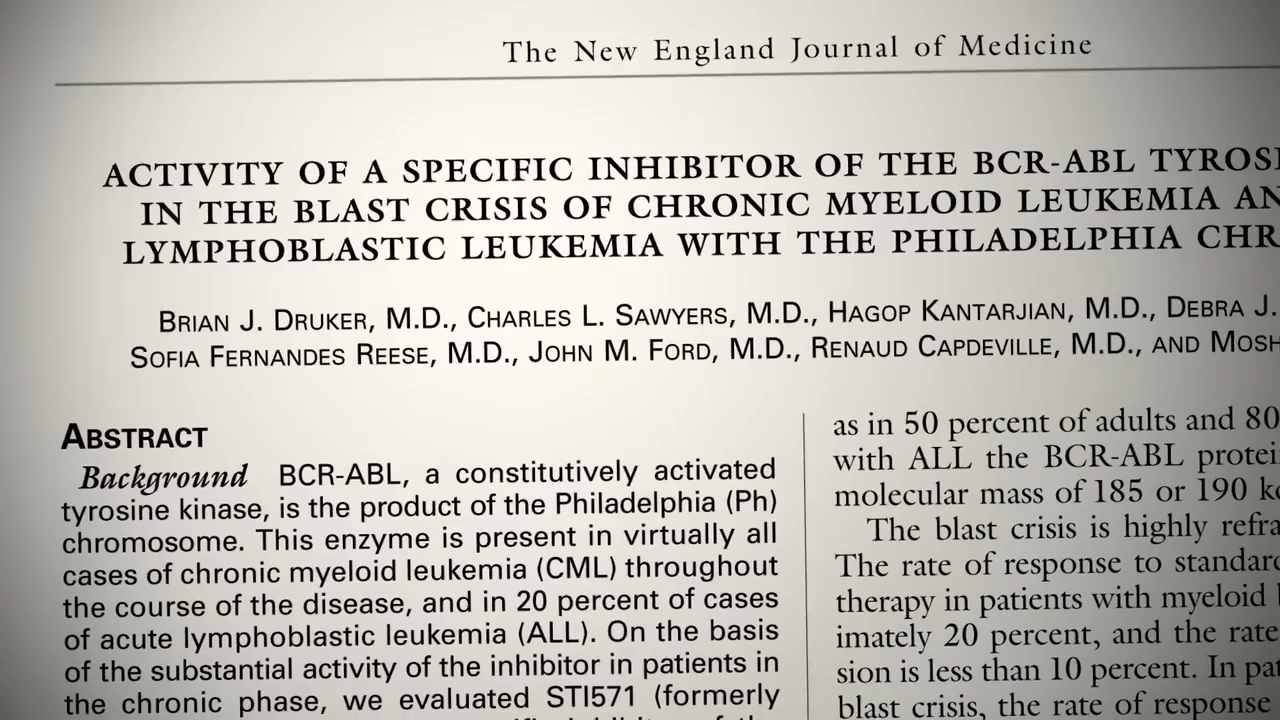 The New England Journal of Medicine
ACTIVITY OF A SPECIFIC INHIBITOR OF THE BCR-ABL
IN THE BLAST CRISIS OF CHRONIC MYELOID LEUKEMIA
LYMPHOBLASTIC LEUKEMIA WITH THE PHILADELPHIA
BRIAN J. DRUKER, M.D., CHARLES L. SAWYERS, M.D., HAGOP KANTARJIAN, M.D., DEBRA J.
SOFIA FERNANDES REESE, M.D., JOHN M. FORD, M.D., RENAUD CAPDEVILLE, M.D., AND
ABSTRACT
Background BCR-ABL, a constitutively activated
tyrosine kinase, is the product of the Philadelphia (Ph)
chromosome. This enzyme is present in virtually all
cases of chronic myeloid leukemia (CML) throughout
the course of the disease, and in 20 percent of cases
of acute lymphoblastic leukemia (ALL). On the basis
of the substantial activity of the inhibitor in patients in
the chronic phase, we evaluated STI571 (formerly
as in 50 percent of adults and 80
with ALL the BCR-ABL
molecular mass of 185 or 190
The blast crisis is highly
The rate of response to
therapy in patients with myeloid
imately 20 percent, and the rate
sion is less than 10 percent. In
blast crisis, the rate of response